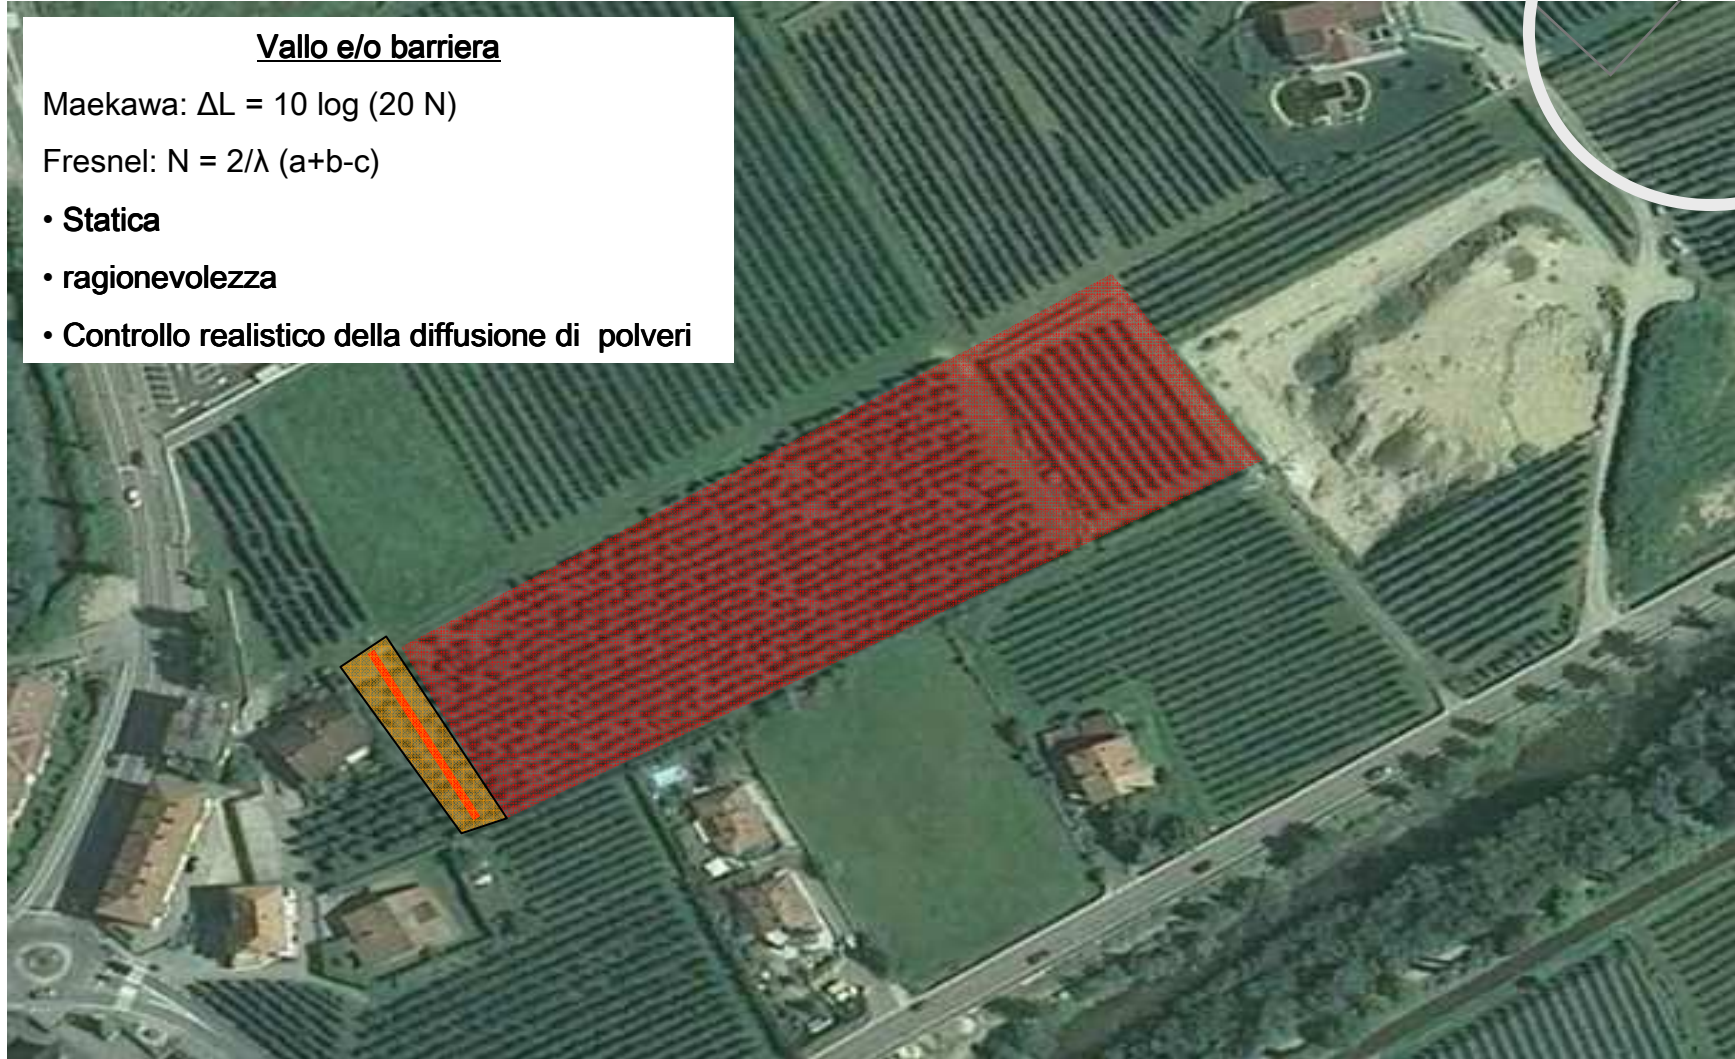 Vallo e/o barriera
Maekawa: ΔL = 10 log (20 N)
Fresnel: N = 2/λ (a+b-c)
• Statica
• ragionevolezza
• Controllo realistico della diffusione di  polveri